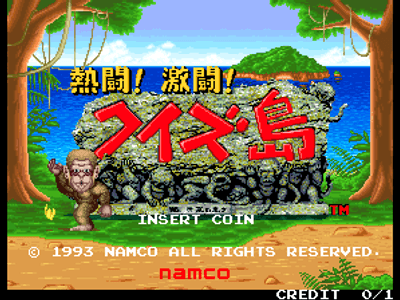 熱闘!激闘!
クイズ島
TM
INSERT COIN
© 1993 NAMCO ALL RIGHTS RESERVED.
namco
CREDIT 0/1